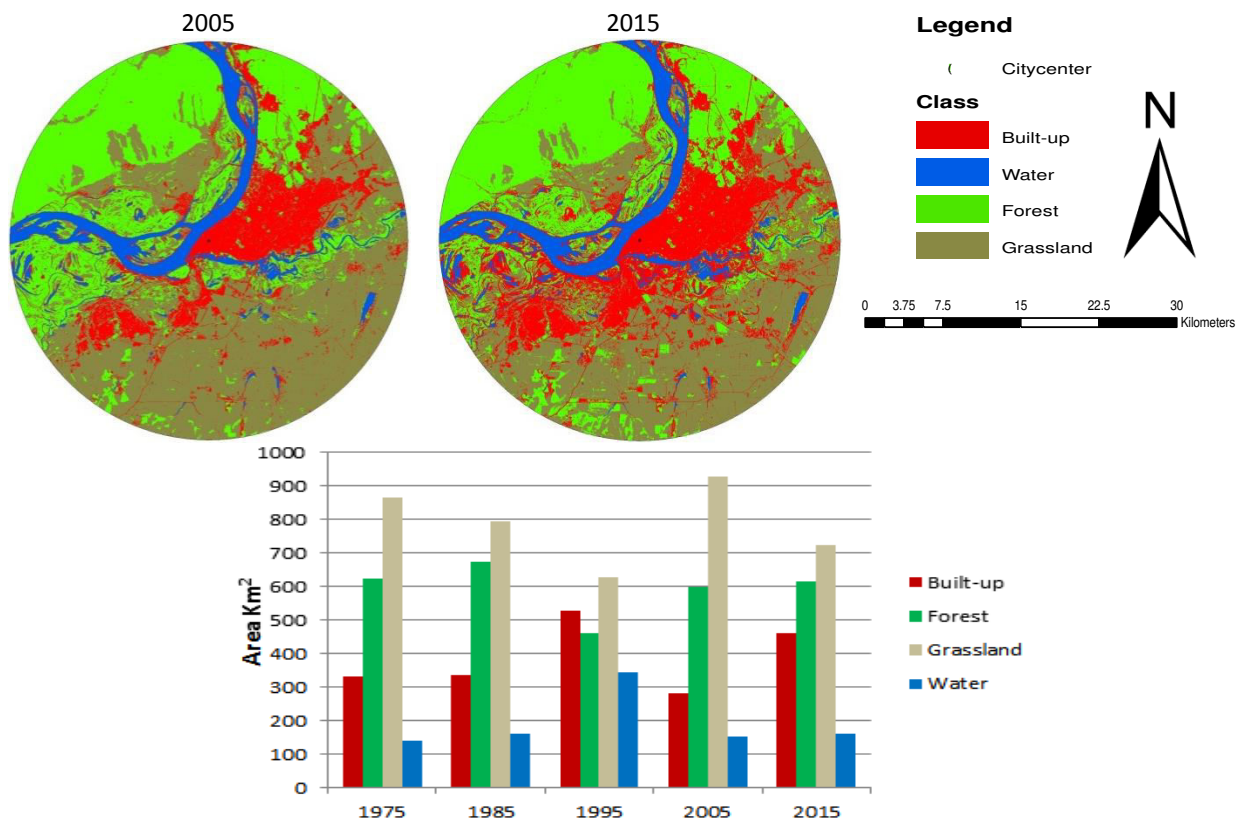 2005
2015
Legend
Citycenter
Class
Built-up
Water
Forest
Grassland
N
0 3.75 7.5 15 22.5 30
Kilometers
1000
900
800
700
600
500
400
300
200
100
0
Area Km²
1975 1985 1995 2005 2015
Built-up
Forest
Grassland
Water